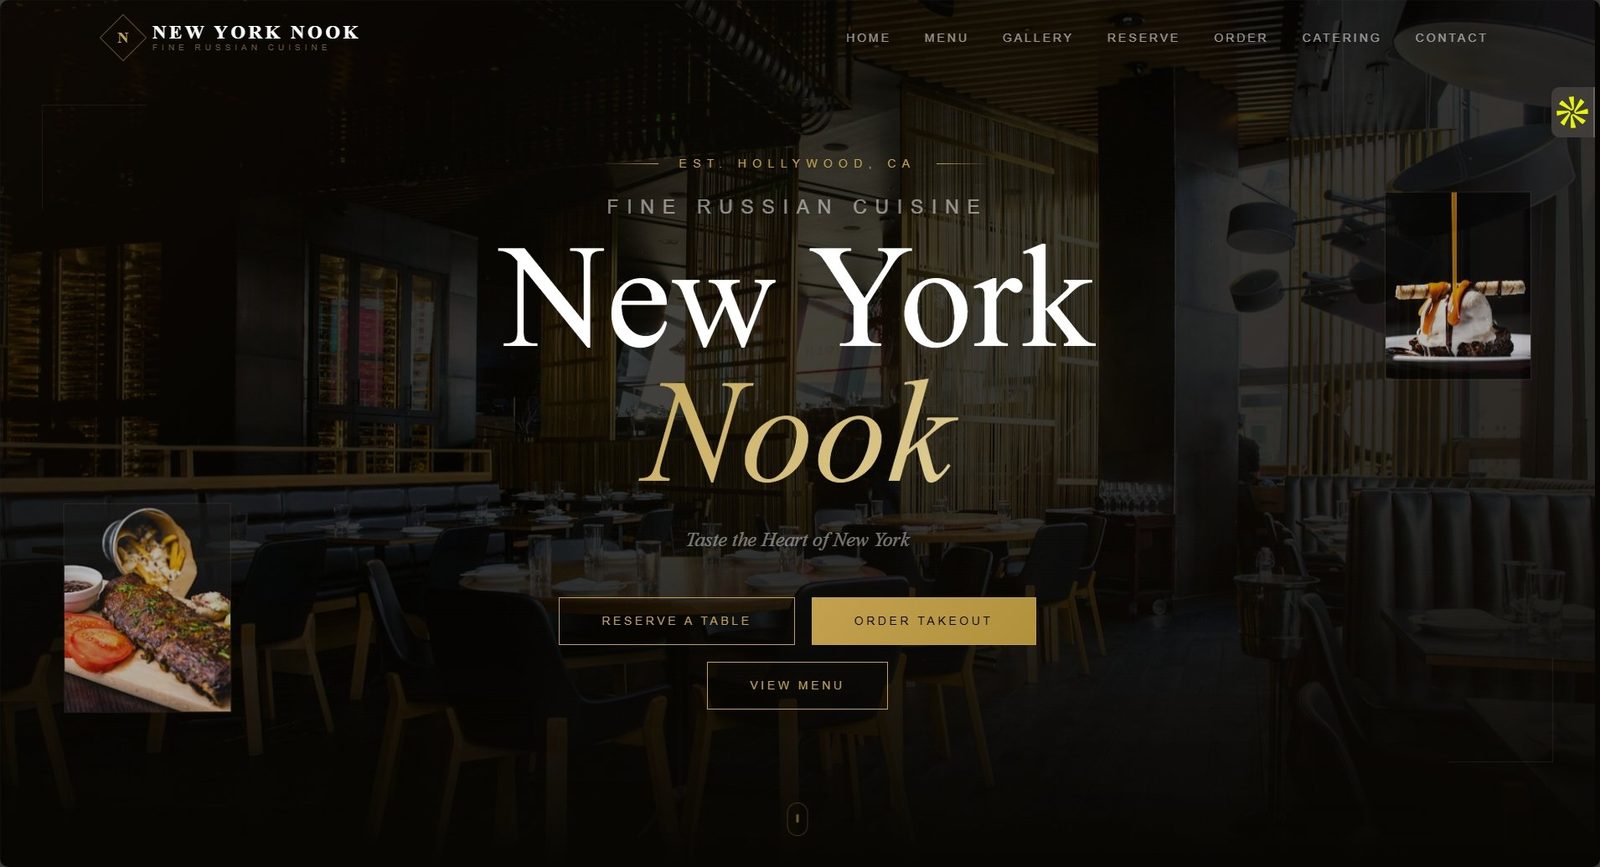 N
NEW YORK NOOK
FINE RUSSIAN CUISINE
HOME MENU GALLERY RESERVE ORDER CATERING CONTACT
EST. HOLLYWOOD, CA
FINE RUSSIAN CUISINE
New York
Nook
Taste the Heart of New York
RESERVE A TABLE
ORDER TAKEOUT
VIEW MENU